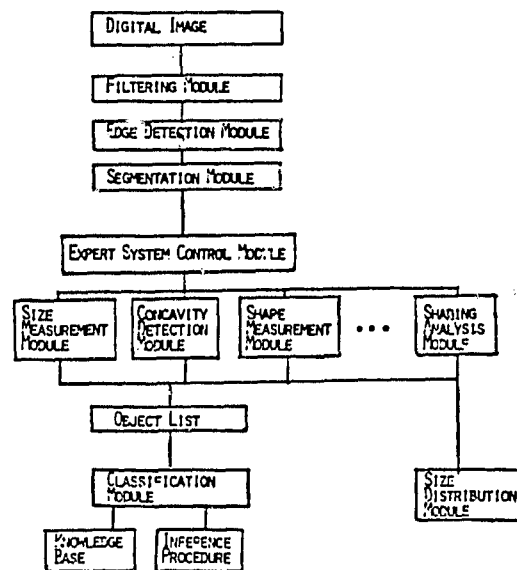 DIGITAL IMAGE
FILTERING MODULE
EDGE DETECTION MODULE
SEGMENTATION MODULE
EXPERT SYSTEM CONTROL MODULE
SIZE
MEASUREMENT
MODULE
CONCAVITY
DETECTION
MODULE
SHAPE
MEASUREMENT
MODULE
•••
SHADING
ANALYSIS
MODULE
OBJECT LIST
CLASSIFICATION
MODULE
SIZE
DISTRIBUTION
MODULE
KNOWLEDGE
BASE
INFERENCE
PROCEDURE